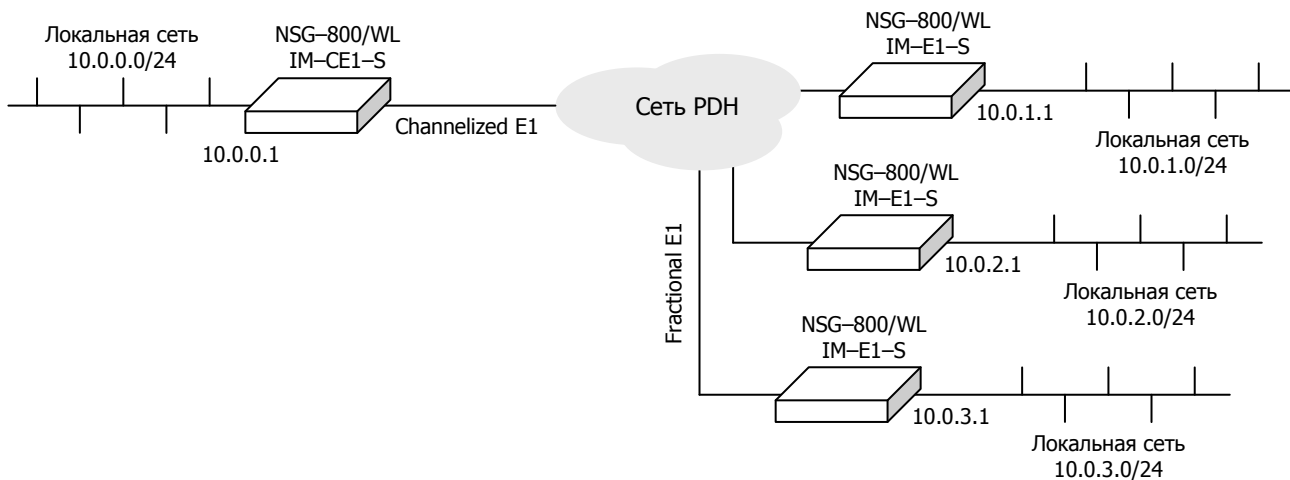 Локальная сеть
10.0.0.0/24
NSG–800/WL
IM–CE1–S
10.0.0.1
Channelized E1
Сеть PDH
NSG–800/WL
IM–E1–S
10.0.1.1
Локальная сеть
10.0.1.0/24
NSG–800/WL
IM–E1–S
10.0.2.1
Локальная сеть
10.0.2.0/24
Fractional E1
NSG–800/WL
IM–E1–S
10.0.3.1
Локальная сеть
10.0.3.0/24